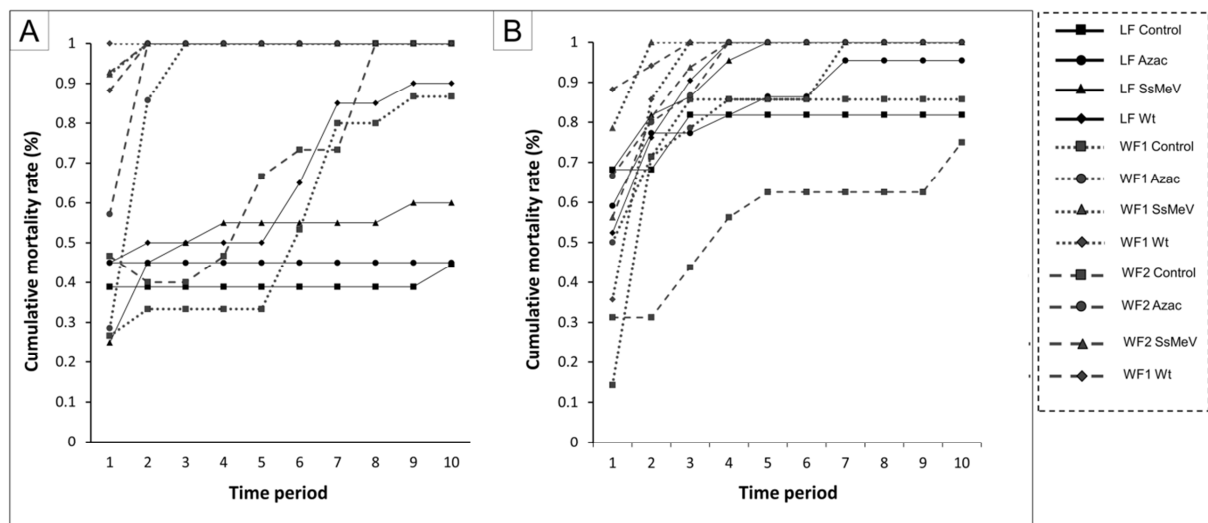 A
Cumulative mortality rate (%)
1
0.9
0.8
0.7
0.6
0.5
0.4
0.3
0.2
0.1
0
1 2 3 4 5 6 7 8 9 10
Time period
B
Cumulative mortality rate (%)
1
0.9
0.8
0.7
0.6
0.5
0.4
0.3
0.2
0.1
0
1 2 3 4 5 6 7 8 9 10
Time period
LF Control
LF Azac
LF SsMeV
LF Wt
WF1 Control
WF1 Azac
WF1 SsMeV
WF1 Wt
WF2 Control
WF2 Azac
WF2 SsMeV
WF1 Wt